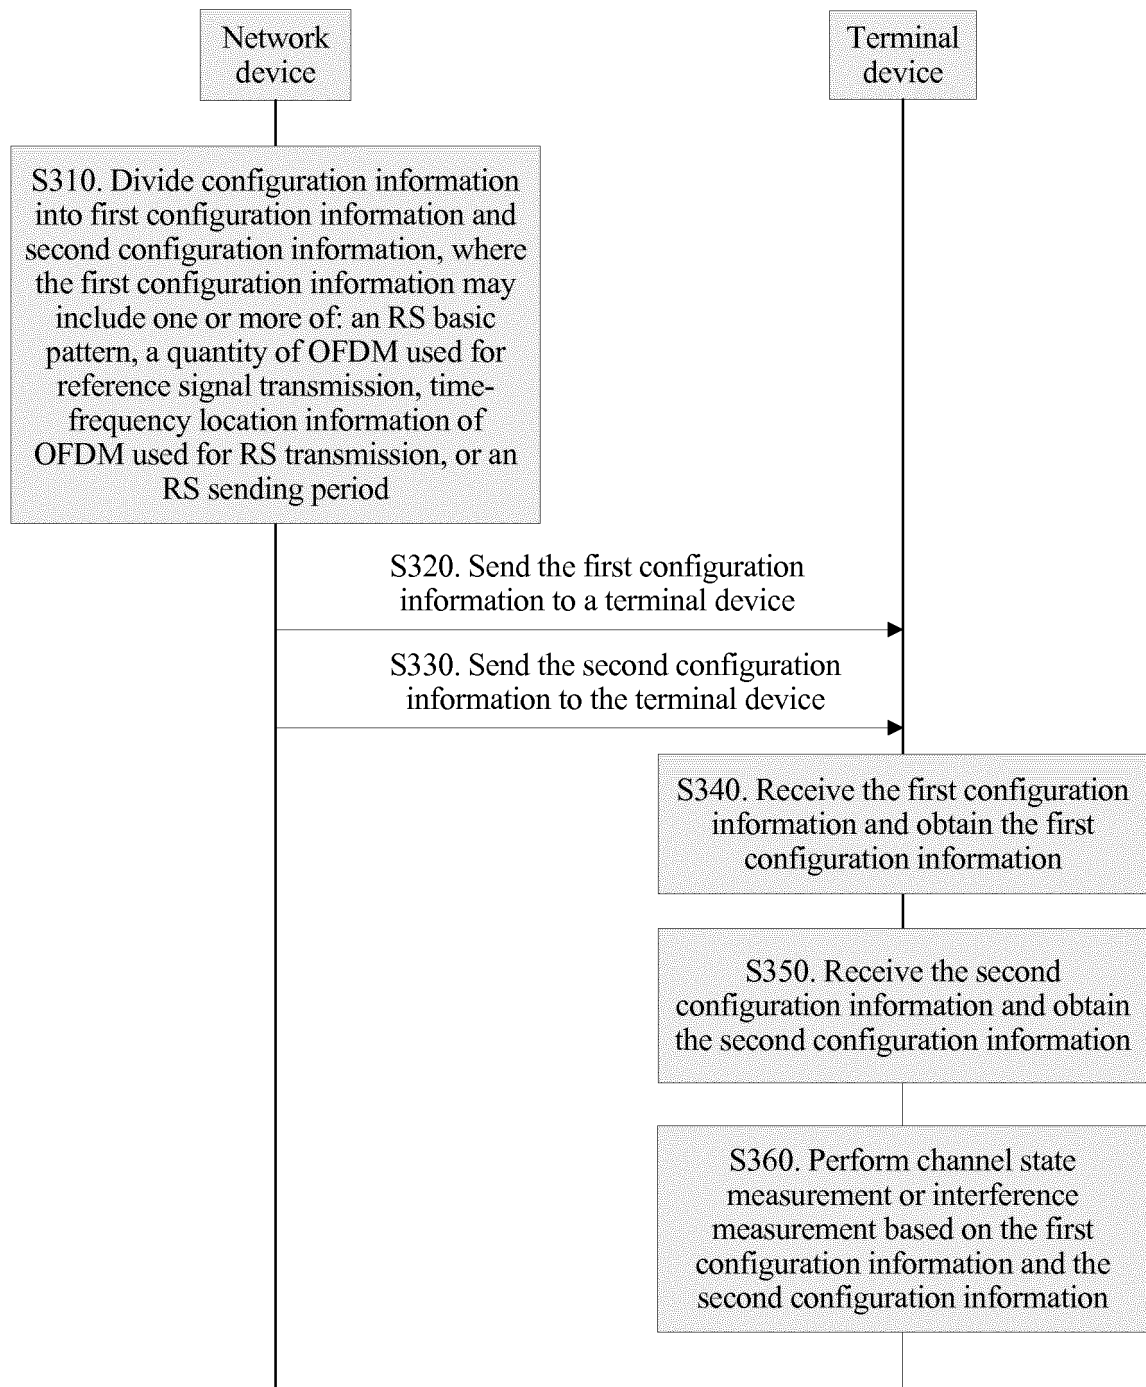 Network
device
Terminal
device
S310. Divide configuration information
into first configuration information and
second configuration information, where
the first configuration information may
include one or more of: an RS basic
pattern, a quantity of OFDM used for
reference signal transmission, time-
frequency location information of
OFDM used for RS transmission, or an
RS sending period
S320. Send the first configuration
information to a terminal device
S330. Send the second configuration
information to the terminal device
S340. Receive the first configuration
information and obtain the first
configuration information
S350. Receive the second
configuration information and obtain
the second configuration information
S360. Perform channel state
measurement or interference
measurement based on the first
configuration information and the
second configuration information